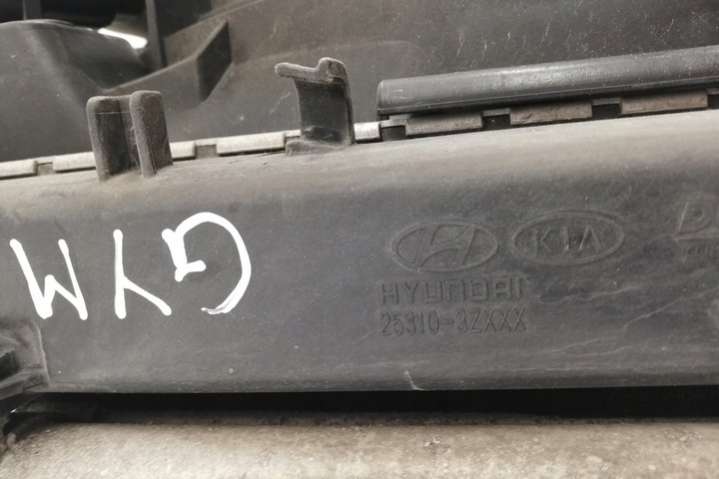 GYM
KIA
HYUNDAI
25310-3ZXXX